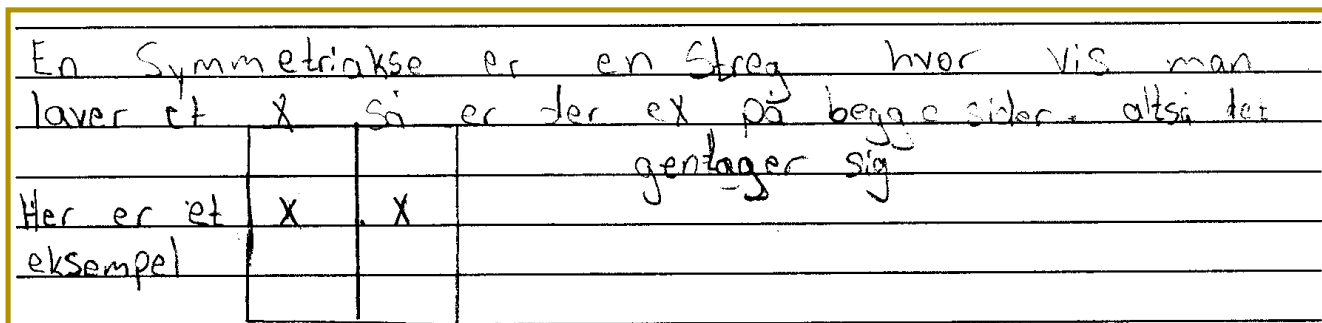 En Symmetriakse er en Streg hvor vis man
laver et X så er der ex på begge sider. altså det
gentager sig
Her er et X X
eksempel